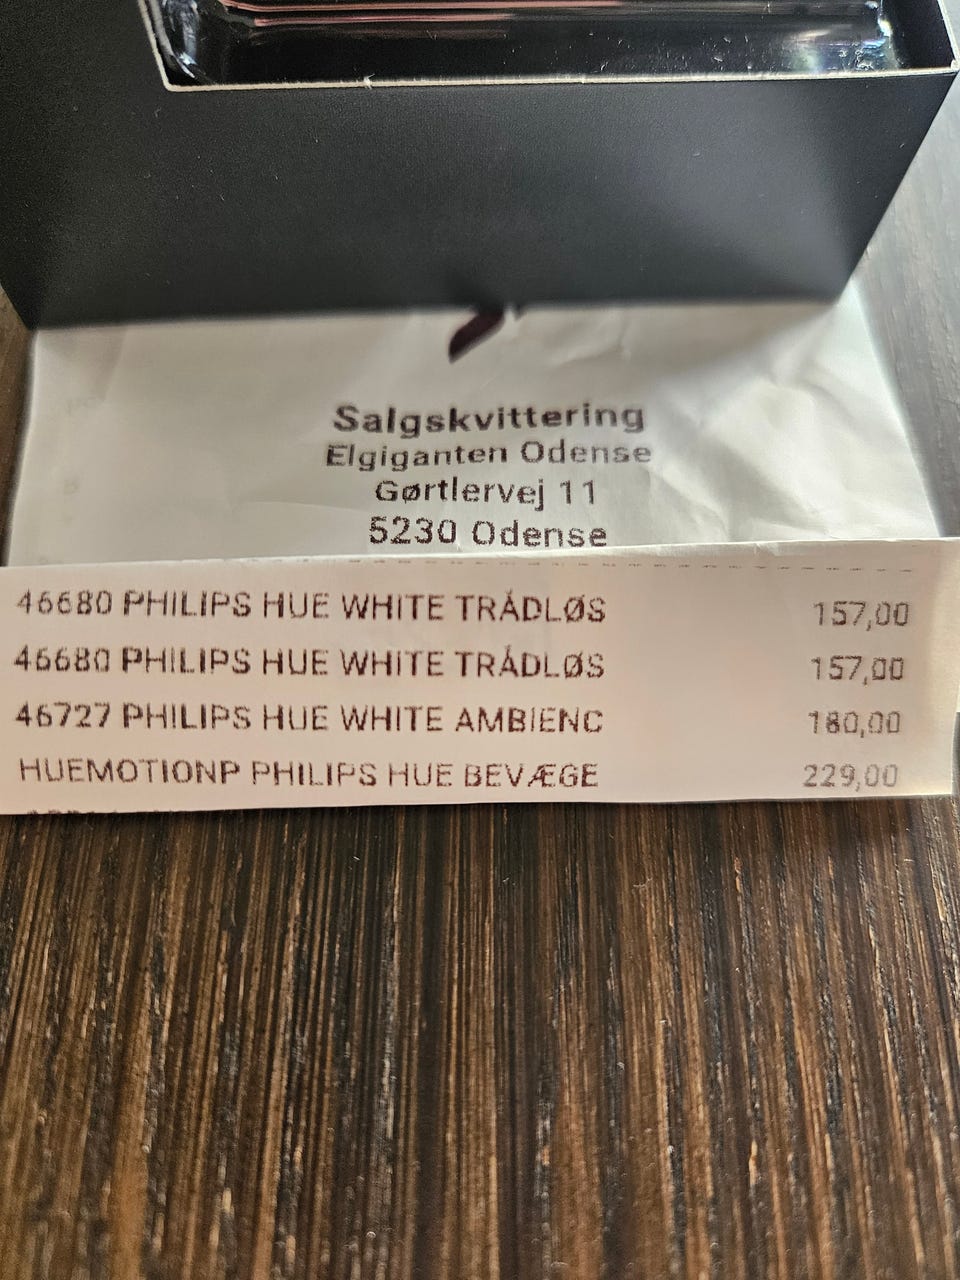 Salgskvittering
Elgiganten Odense
Gørtlervej 11
5230 Odense
46680 PHILIPS HUE WHITE TRÅDLØS 157,00
46680 PHILIPS HUE WHITE TRÅDLØS 157,00
46727 PHILIPS HUE WHITE AMBIENC 180,00
HUEMOTIONP PHILIPS HUE BEVÆGE 229,00